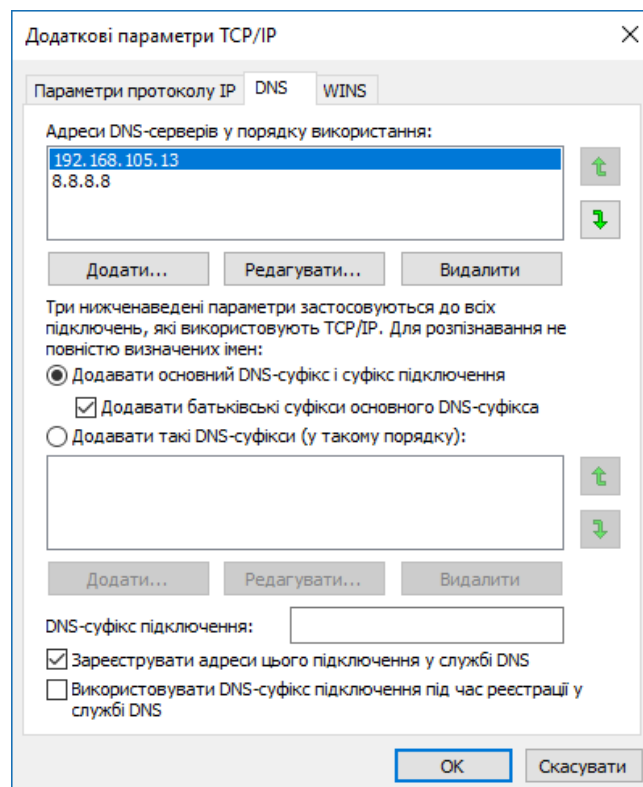 Додаткові параметри TCP/IP
Параметри протоколу IP DNS WINS
Адреси DNS-серверів у порядку використання:
192.168.105.13
8.8.8.8
Додати... Редагувати... Видалити
Три нижченаведені параметри застосовуються до всіх
підключень, які використовують TCP/IP. Для розпізнавання не
повністю визначених імен:
Додавати основний DNS-суфікс і суфікс підключення
Додавати батьківські суфікси основного DNS-суфікса
Додавати такі DNS-суфікси (у такому порядку):
Додати... Редагувати... Видалити
DNS-суфікс підключення:
Зареєструвати адреси цього підключення у службі DNS
Використовувати DNS-суфікс підключення під час реєстрації у
службі DNS
OK Скасувати